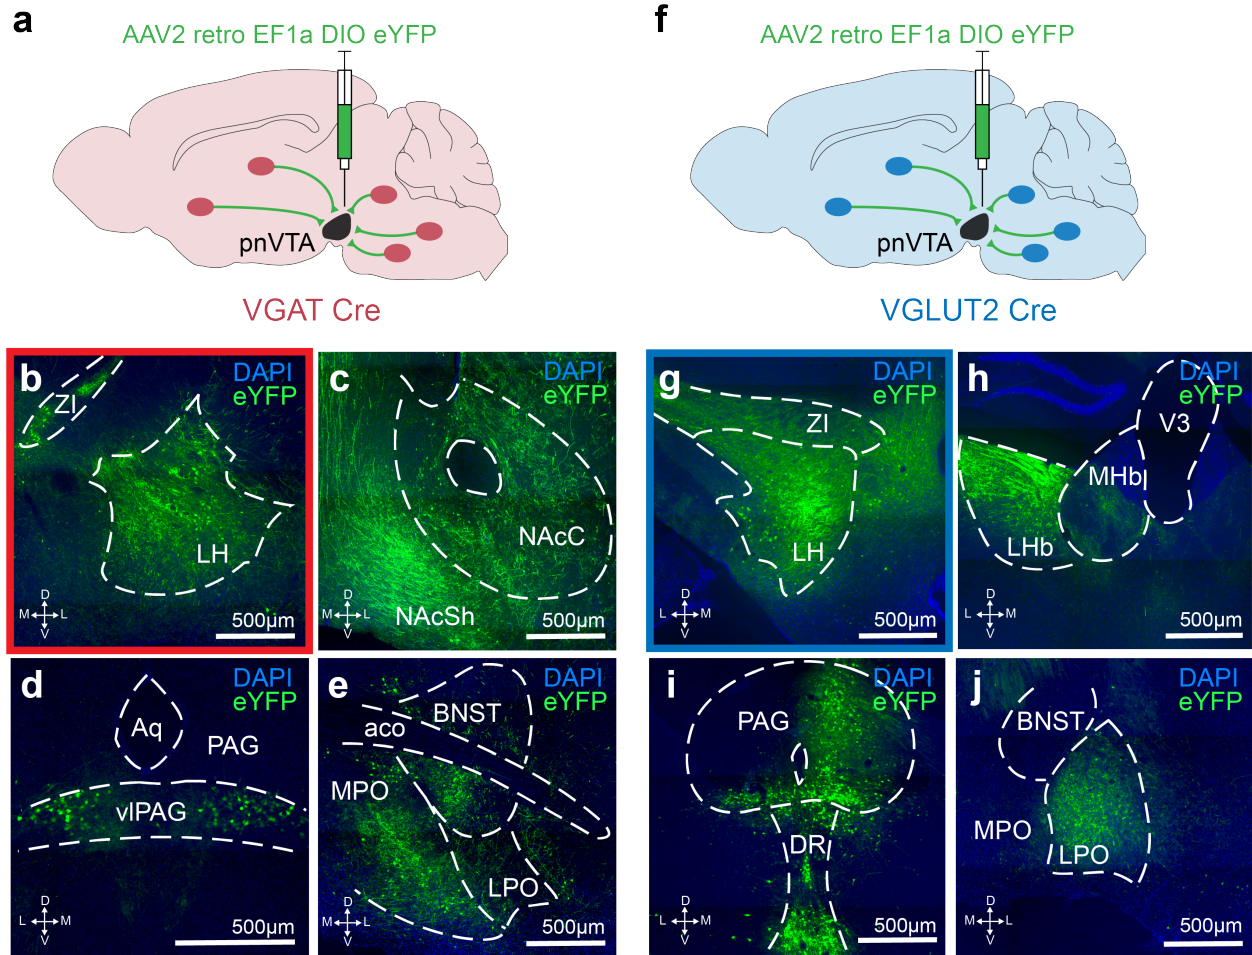 a
AAV2 retro EF1a DIO eYFP
pnVTA
VGAT Cre
f
AAV2 retro EF1a DIO eYFP
pnVTA
VGLUT2 Cre
b
DAPI
eYFP
ZI
LH
D
M L
V
500µm
c
DAPI
eYFP
NAcC
NAcSh
D
M L
V
500µm
g
DAPI
eYFP
ZI
LH
D
L M
V
500µm
h
DAPI
eYFP
V3
MHb
LHb
D
L M
V
500µm
d
DAPI
eYFP
Aq
PAG
vlPAG
D
L M
V
500µm
e
DAPI
eYFP
BNST
aco
MPO
LPO
D
M L
V
500µm
i
DAPI
eYFP
PAG
DR
D
L M
V
500µm
j
DAPI
eYFP
BNST
MPO
LPO
D
M L
V
500µm